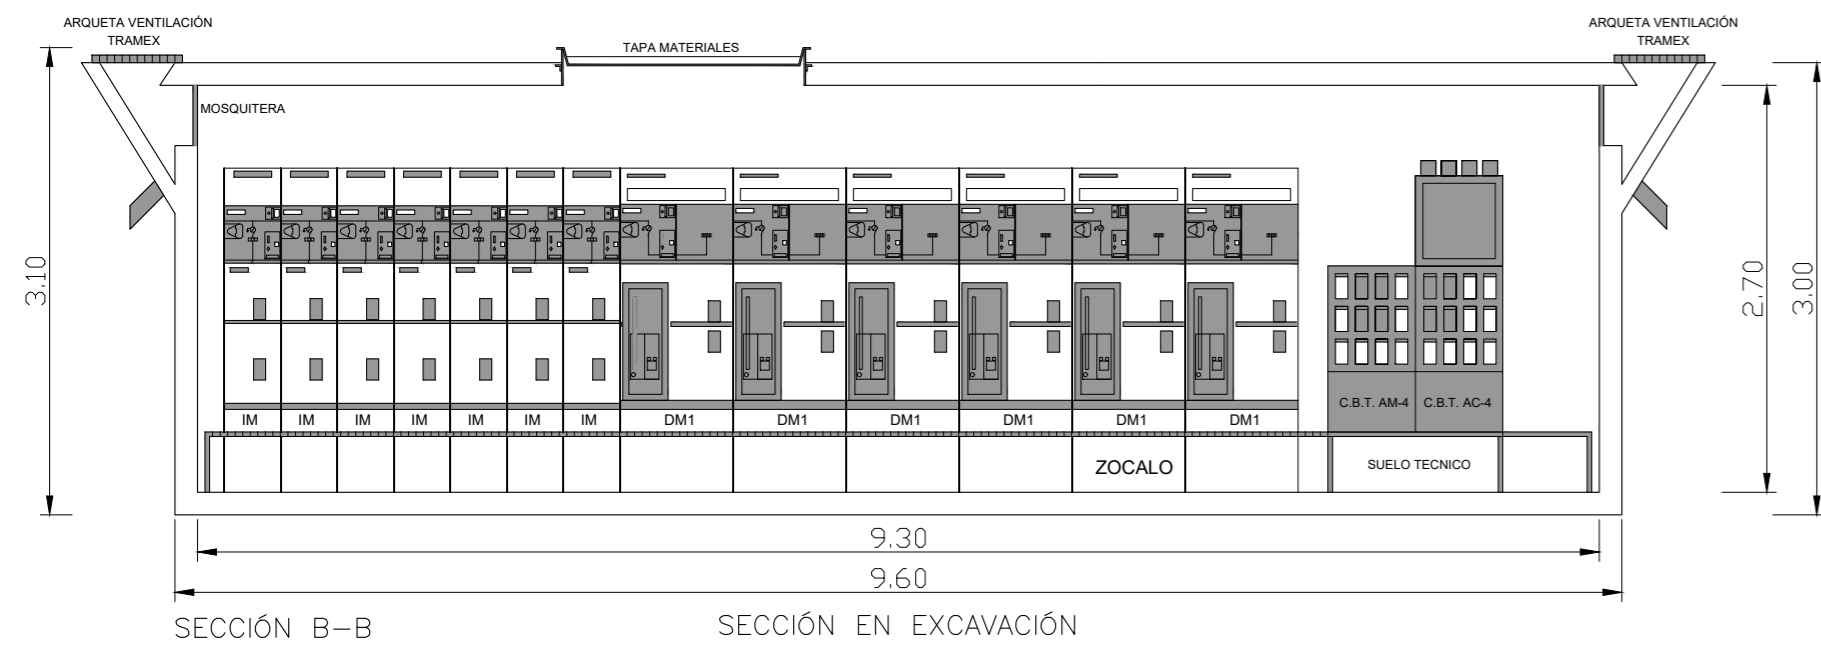 ARQUETA VENTILACIÓN
TRAMEX
TAPA MATERIALES
ARQUETA VENTILACIÓN
TRAMEX
MOSQUITERA
3.10
2.70
3.00
C.B.T. AM-4
C.B.T. AC-4
IM
IM
IM
IM
IM
IM
IM
DM1
DM1
DM1
DM1
DM1
DM1
ZOCALO
SUELO TECNICO
9.30
9.60
SECCIÓN B-B
SECCIÓN EN EXCAVACIÓN